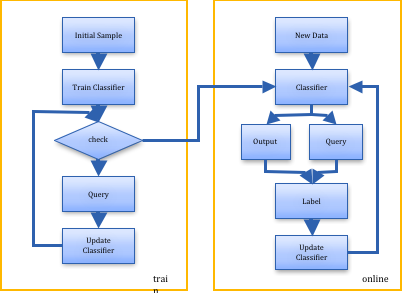 Initial Sample
Train Classifier
check
Query
Update
Classifier
trai
n
New Data
Classifier
Output
Query
Label
Update
Classifier
online